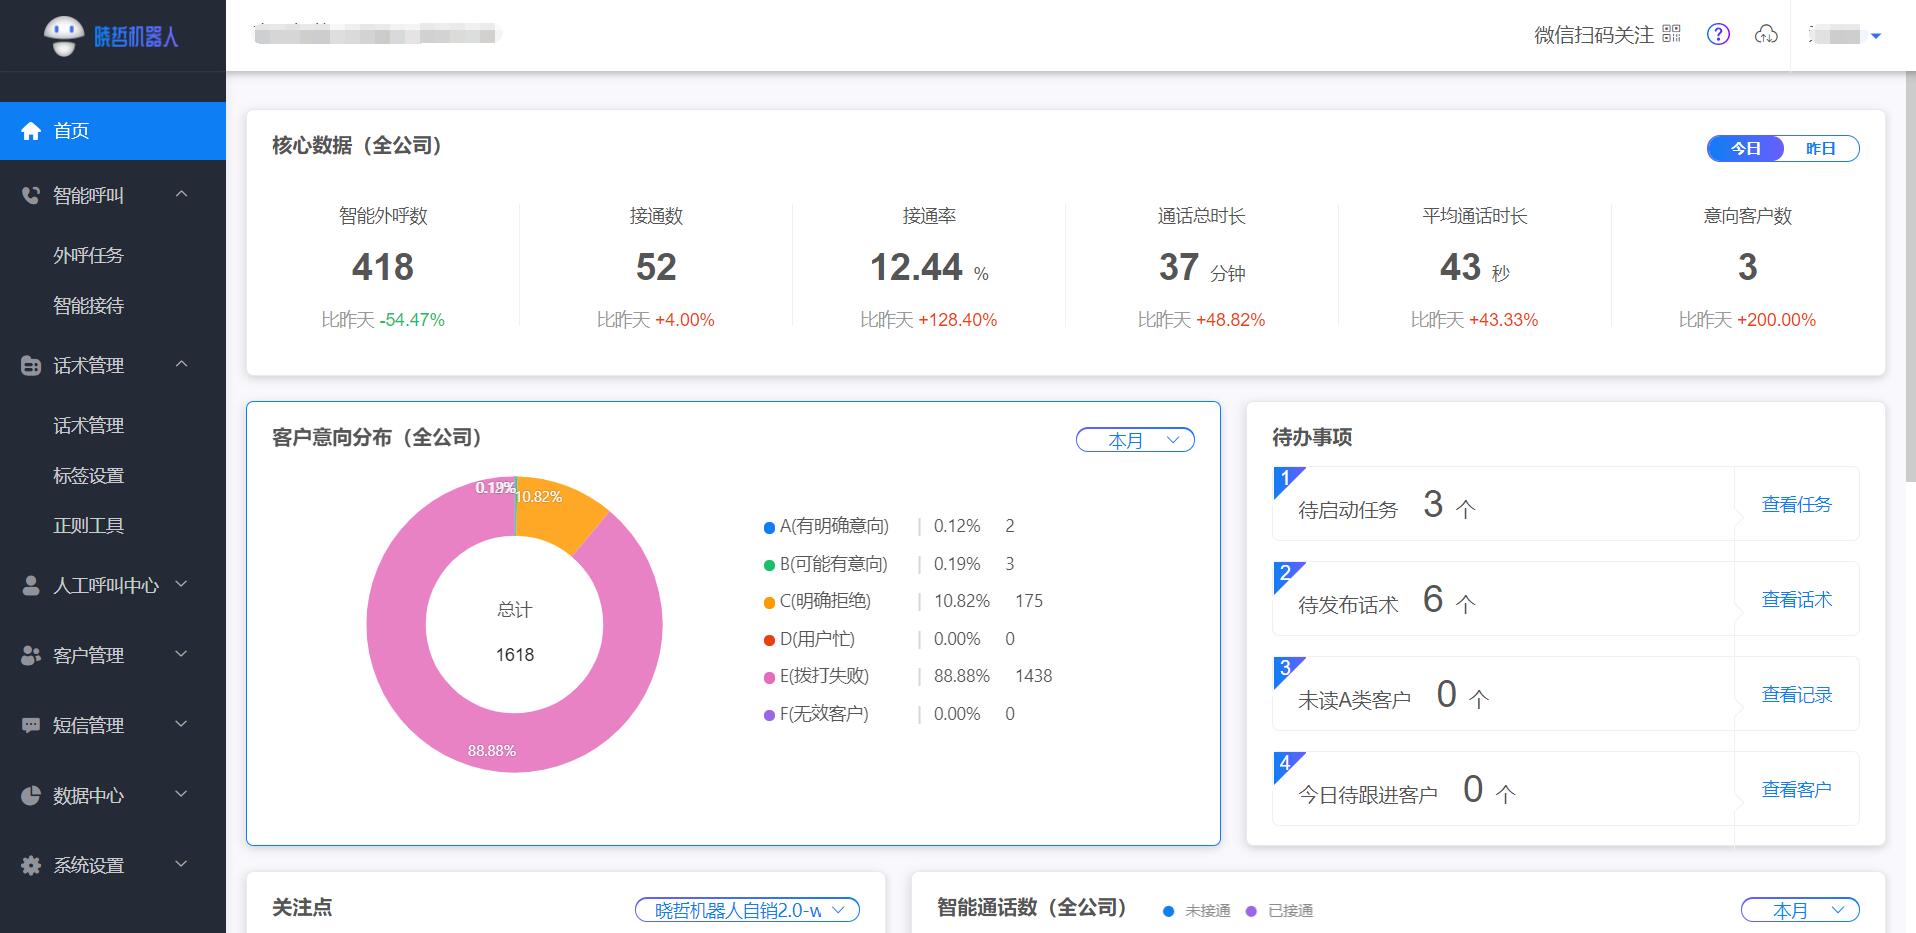 晓哲机器人
微信扫码关注
首页
智能呼叫
外呼任务
智能接待
话术管理
话术管理
标签设置
正则工具
人工呼叫中心
客户管理
短信管理
数据中心
系统设置
核心数据（全公司）
今日 昨日
智能外呼数 接通数 接通率 通话总时长 平均通话时长 意向客户数
418 52 12.44 % 37 分钟 43 秒 3
比昨天 -54.47% 比昨天 +4.00% 比昨天 +128.40% 比昨天 +48.82% 比昨天 +43.33% 比昨天 +200.00%
客户意向分布（全公司）
本月
10.82%
总计
1618
88.88%
A(有明确意向) | 0.12% 2
B(可能有意向) | 0.19% 3
C(明确拒绝) | 10.82% 175
D(用户忙) | 0.00% 0
E(拨打失败) | 88.88% 1438
F(无效客户) | 0.00% 0
待办事项
1
待启动任务 3 个 查看任务
2
待发布话术 6 个 查看话术
3
未读A类客户 0 个 查看记录
4
今日待跟进客户 0 个 查看客户
关注点
晓哲机器人自销2.0-w
智能通话数（全公司） 未接通 已接通
本月